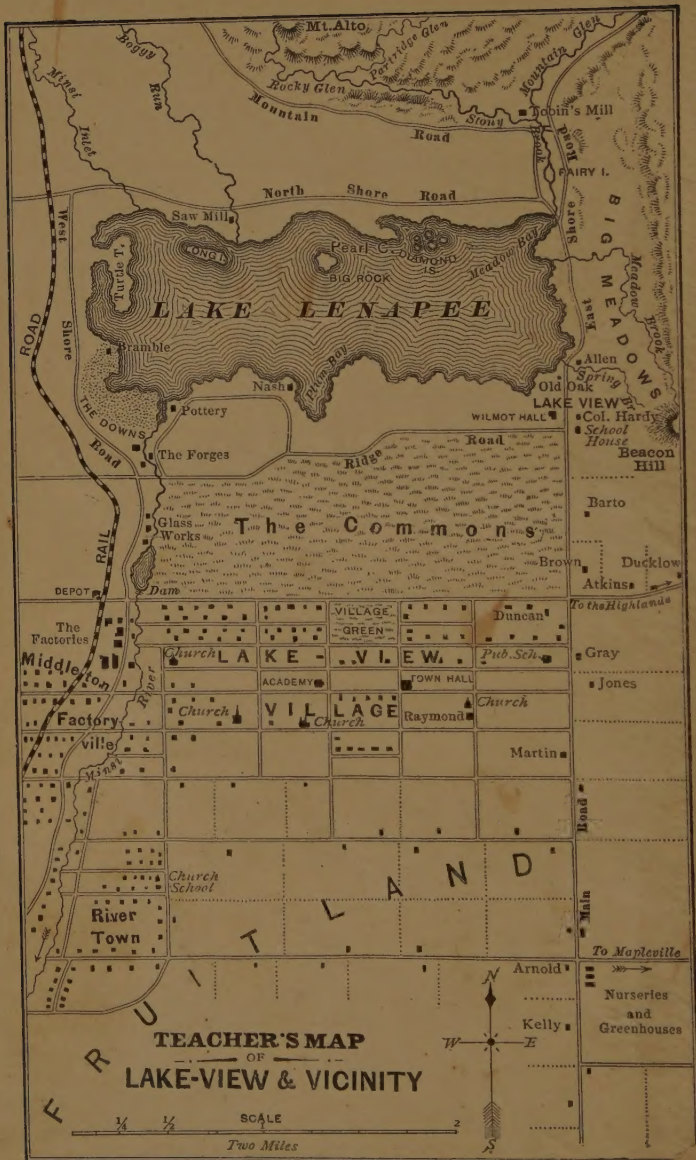 Mt. Alto
Partridge Glen
Mountain Glen
Boggy Run
Minsi Inlet
Rocky Glen
Mountain Road
Stony Brook
Tobin's Mill
FAIRY I.
North Shore Road
Saw Mill
West Shore Road
Turtle T.
LONG I.
Pearl C.
DIAMOND IS.
BIG ROCK
Meadow Bay
East Shore Road
BIG MEADOWS
Meadow Brook
LAKE LENAPEE
RAIL ROAD
Bramble
Nash
Plum Bay
Allen
Spring Br.
Old Oak
LAKE VIEW
WILMOT HALL
Col. Hardy
School House
Beacon Hill
Pottery
THE DOWNS
The Forges
Ridge Road
Glass Works
The Commons
Barto
Brown
Ducklow
Atkins
To the Highlands
DEPOT
Dam
The Factories
VILLAGE GREEN
Duncan
Church
LAKE-VIEW
Pub. Sch.
Gray
Middleton
ACADEMY
TOWN HALL
Jones
River
Church
VILLAGE
Church
Raymond
Church
Factory ville
Minsi
Martin
Main Road
Church
School
River Town
FRUITLAND
To Mapleville
Arnold
Nurseries and Greenhouses
Kelly
N
W
E
S
TEACHER'S MAP
OF
LAKE-VIEW & VICINITY
SCALE
1/4 1/2 1 2
Two Miles